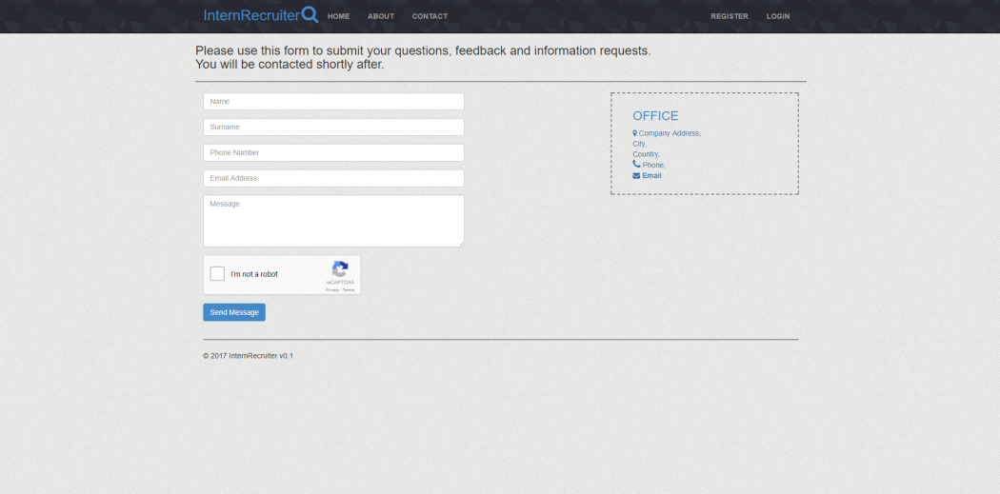 InternRecruiter HOME ABOUT CONTACT REGISTER LOGIN
Please use this form to submit your questions, feedback and information requests.
You will be contacted shortly after.
Name
Surname
Phone Number
Email Address
Message
I'm not a robot
reCAPTCHA
Privacy - Terms
Send Message
OFFICE
Company Address,
City,
Country,
Phone,
Email
© 2017 InternRecruiter v0.1